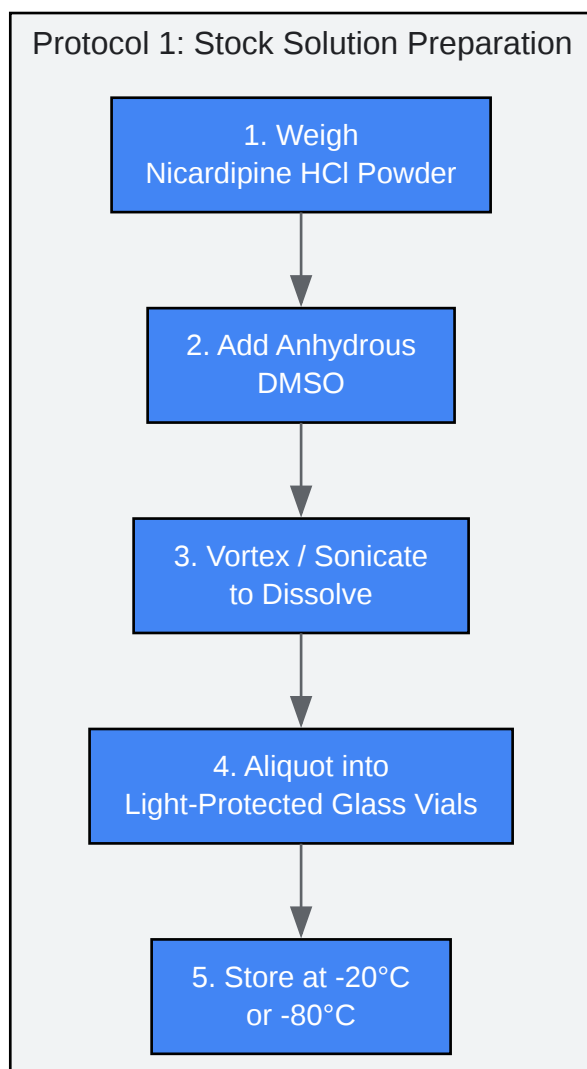 Protocol 1: Stock Solution Preparation
1. Weigh
Nicardipine HCl Powder
2. Add Anhydrous
DMSO
3. Vortex / Sonicate
to Dissolve
4. Aliquot into
Light-Protected Glass Vials
5. Store at -20°C
or -80°C